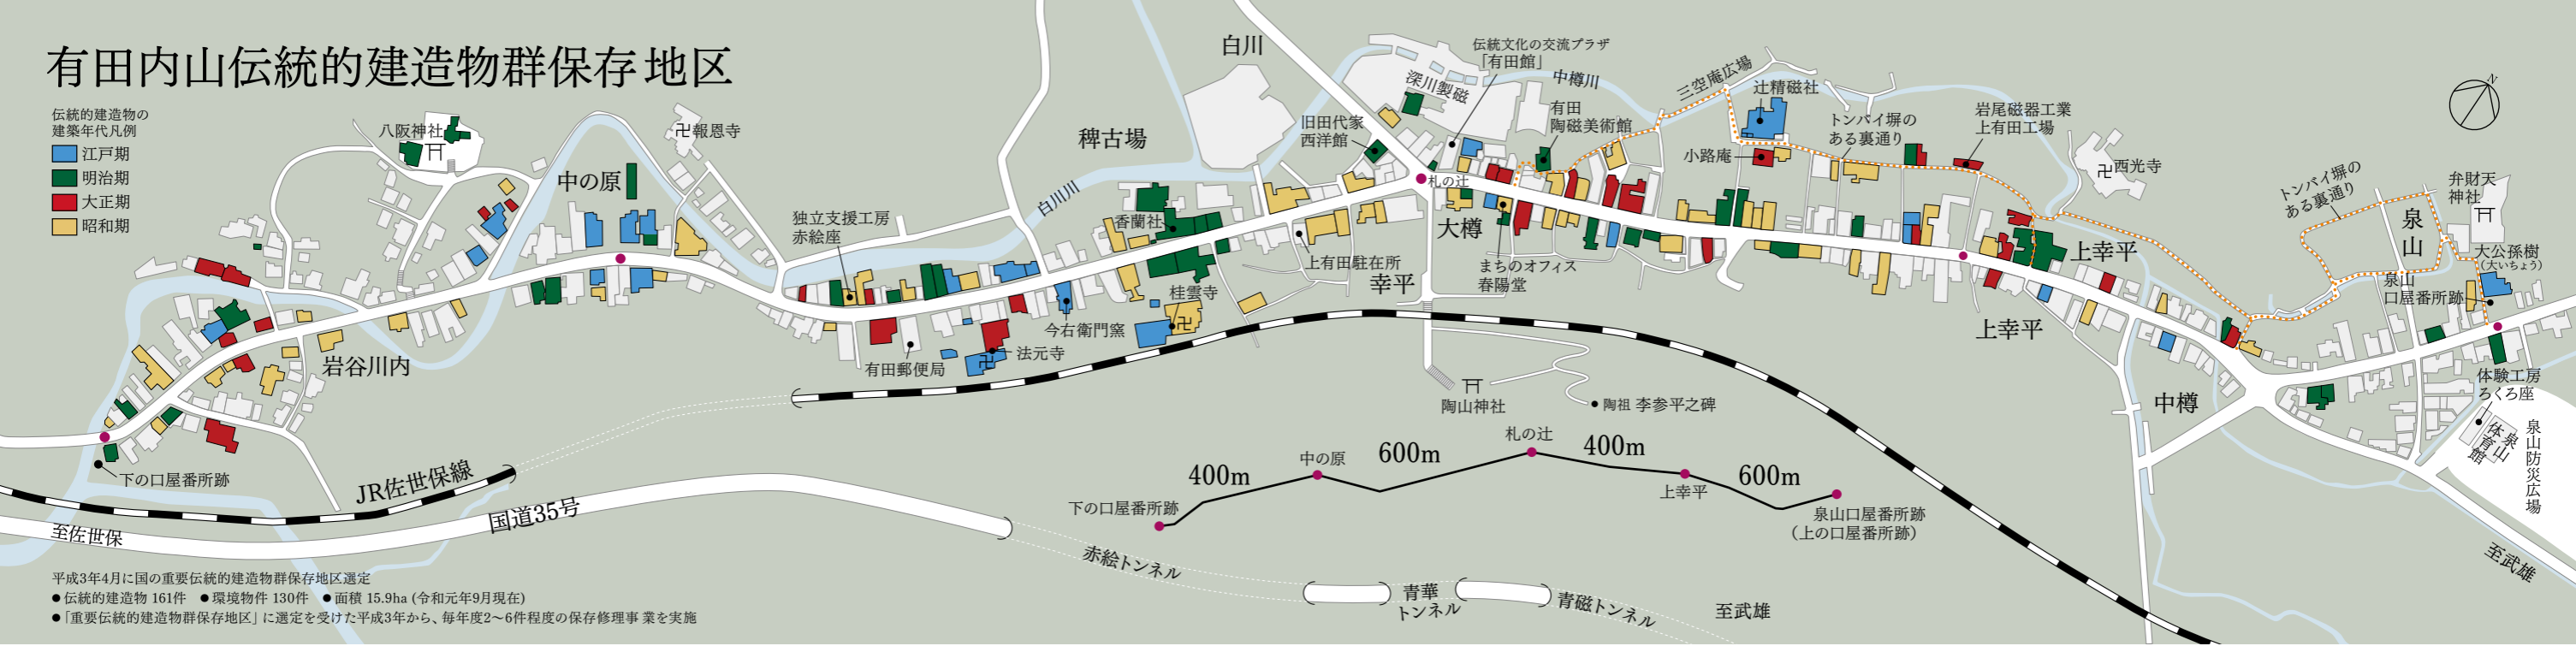 有田内山伝統的建造物群保存地区
伝統的建造物の
建築年代凡例
江戸期
明治期
大正期
昭和期
八阪神社
卍報恩寺
中の原
岩谷川内
下の口屋番所跡
JR佐世保線
至佐世保
国道35号
独立支援工房
赤絵座
有田郵便局
卍
法元寺
今右衛門窯
香蘭社
桂雲寺
卍
白川川
稗古場
白川
旧田代家
西洋館
上有田駐在所
幸平
深川製磁
伝統文化の交流プラザ
「有田館」
中樽川
有田
陶磁美術館
札の辻
大樽
まちのオフィス
春陽堂
三空庵広場
辻精磁社
小路庵
トンバイ塀の
ある裏通り
岩尾磁器工業
上有田工場
卍西光寺
上幸平
上幸平
中樽
トンバイ塀の
ある裏通り
泉山
弁財天
神社
大公孫樹
(大いちょう)
泉山
口屋番所跡
体験工房
ろくろ座
泉山
体育館
泉山防災広場
至武雄
陶山神社
陶祖 李参平之碑
下の口屋番所跡
400m
中の原
600m
札の辻
400m
上幸平
600m
泉山口屋番所跡
(上の口屋番所跡)
赤絵トンネル
青華
トンネル
青磁トンネル
至武雄
N
平成3年4月に国の重要伝統的建造物群保存地区選定
●伝統的建造物 161件 ●環境物件 130件 ●面積 15.9ha (令和元年9月現在)
●「重要伝統的建造物群保存地区」に選定を受けた平成3年から、毎年度2〜6件程度の保存修理事業を実施